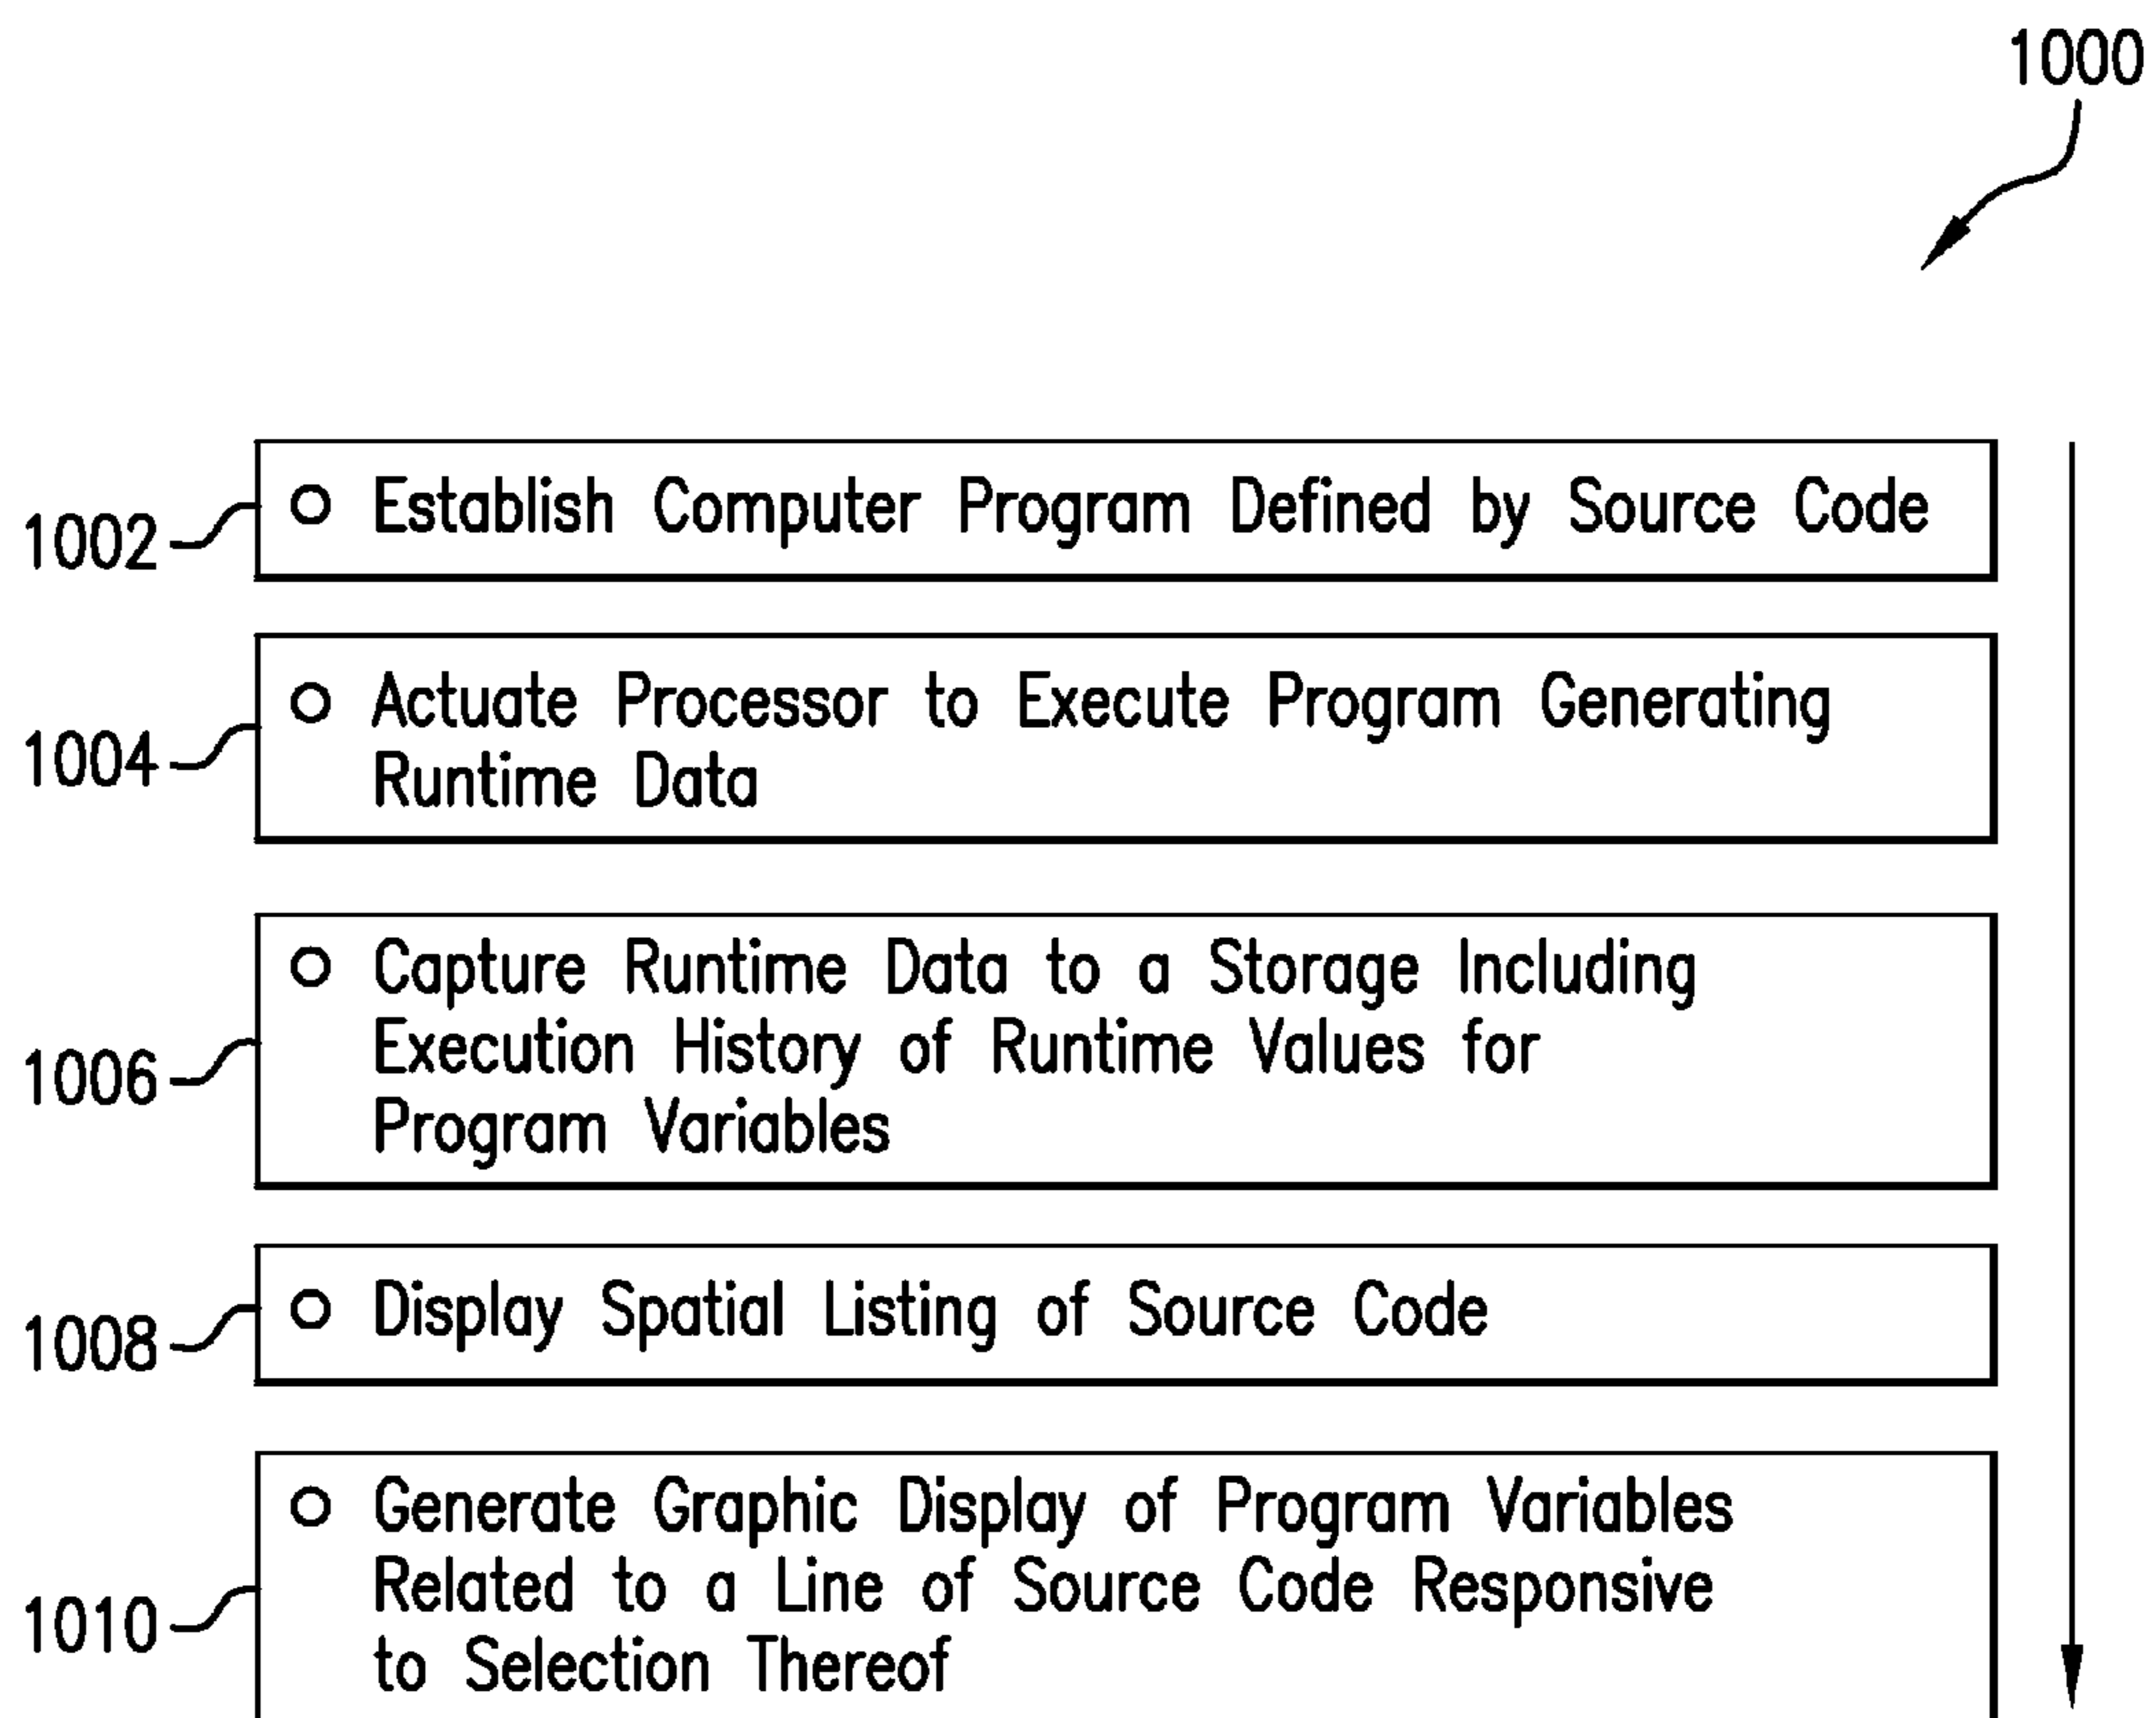 1000
1002
Establish Computer Program Defined by Source Code
1004
Actuate Processor to Execute Program Generating
Runtime Data
1006
Capture Runtime Data to a Storage Including
Execution History of Runtime Values for
Program Variables
1008
Display Spatial Listing of Source Code
1010
Generate Graphic Display of Program Variables
Related to a Line of Source Code Responsive
to Selection Thereof